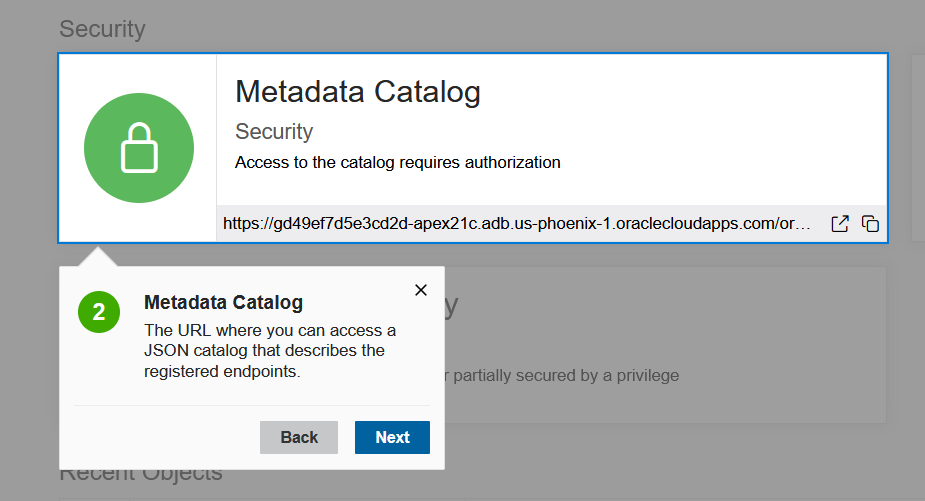 Security
Metadata Catalog
Security
Access to the catalog requires authorization
https://gd49ef7d5e3cd2d-apex21c.adb.us-phoenix-1.oraclecloudapps.com/or...
2
Metadata Catalog
The URL where you can access a
JSON catalog that describes the
registered endpoints.
partially secured by a privilege
Back
Next
Recent Objects